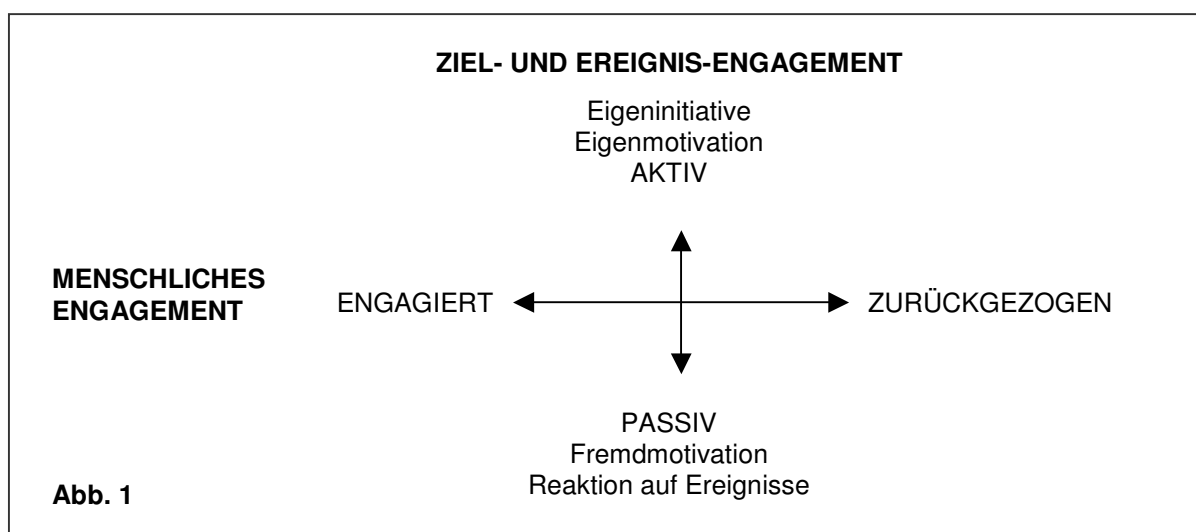 ZIEL- UND EREIGNIS-ENGAGEMENT
Eigeninitiative
Eigenmotivation
AKTIV
MENSCHLICHES
ENGAGEMENT
ENGAGIERT
ZURÜCKGEZOGEN
PASSIV
Fremdmotivation
Reaktion auf Ereignisse
Abb. 1